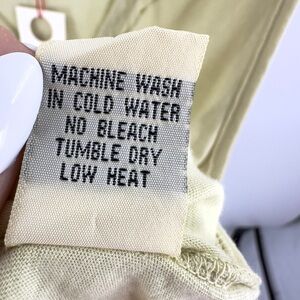 MACHINE WASH
IN COLD WATER
NO BLEACH
TUMBLE DRY
LOW HEAT